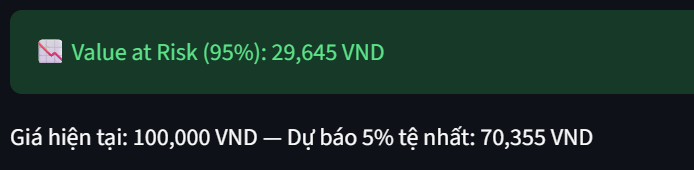 Value at Risk (95%): 29,645 VND
Giá hiện tại: 100,000 VND — Dự báo 5% tệ nhất: 70,355 VND